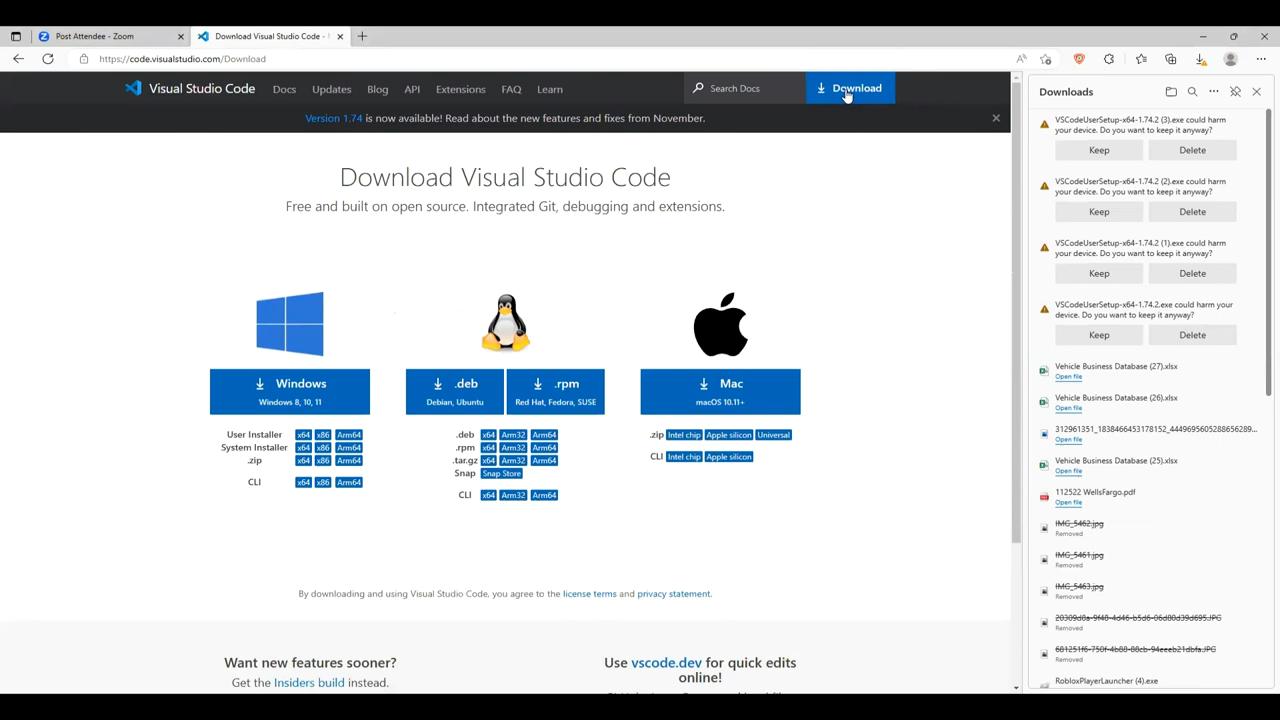 Post Attendee - Zoom
Download Visual Studio Code -
https://code.visualstudio.com/Download
Visual Studio Code
Docs
Updates
Blog
API
Extensions
FAQ
Learn
Search Docs
Download
Version 1.74 is now available! Read about the new features and fixes from November.
Download Visual Studio Code
Free and built on open source. Integrated Git, debugging and extensions.
Windows
Windows 8, 10, 11
User Installer x64 x86 Arm64
System Installer x64 x86 Arm64
.zip x64 x86 Arm64
CLI x64 x86 Arm64
.deb
Debian, Ubuntu
.rpm
Red Hat, Fedora, SUSE
.deb x64 Arm32 Arm64
.rpm x64 Arm32 Arm64
.tar.gz x64 Arm32 Arm64
Snap Snap Store
CLI x64 Arm32 Arm64
Mac
macOS 10.11+
.zip Intel chip Apple silicon Universal
CLI Intel chip Apple silicon
By downloading and using Visual Studio Code, you agree to the license terms and privacy statement.
Want new features sooner?
Get the Insiders build instead.
Use vscode.dev for quick edits
online!
Downloads
VSCodeUserSetup-x64-1.74.2 (3).exe could harm
your device. Do you want to keep it anyway?
Keep Delete
VSCodeUserSetup-x64-1.74.2 (2).exe could harm
your device. Do you want to keep it anyway?
Keep Delete
VSCodeUserSetup-x64-1.74.2 (1).exe could harm
your device. Do you want to keep it anyway?
Keep Delete
VSCodeUserSetup-x64-1.74.2.exe could harm your
device. Do you want to keep it anyway?
Keep Delete
Vehicle Business Database (27).xlsx
Open file
Vehicle Business Database (26).xlsx
Open file
312961351_1838466453178152_4449695605288656289...
Open file
Vehicle Business Database (25).xlsx
Open file
112522 WellsFargo.pdf
Open file
IMG_5462.jpg
Removed
IMG_5461.jpg
Removed
IMG_5463.jpg
Removed
20309d8a-9f48-4d46-b5d6-06d80d39d695.JPG
Removed
681251f6-750f-4b88-88cb-94eeeb21dbfa.JPG
Removed
RobloxPlayerLauncher (4).exe